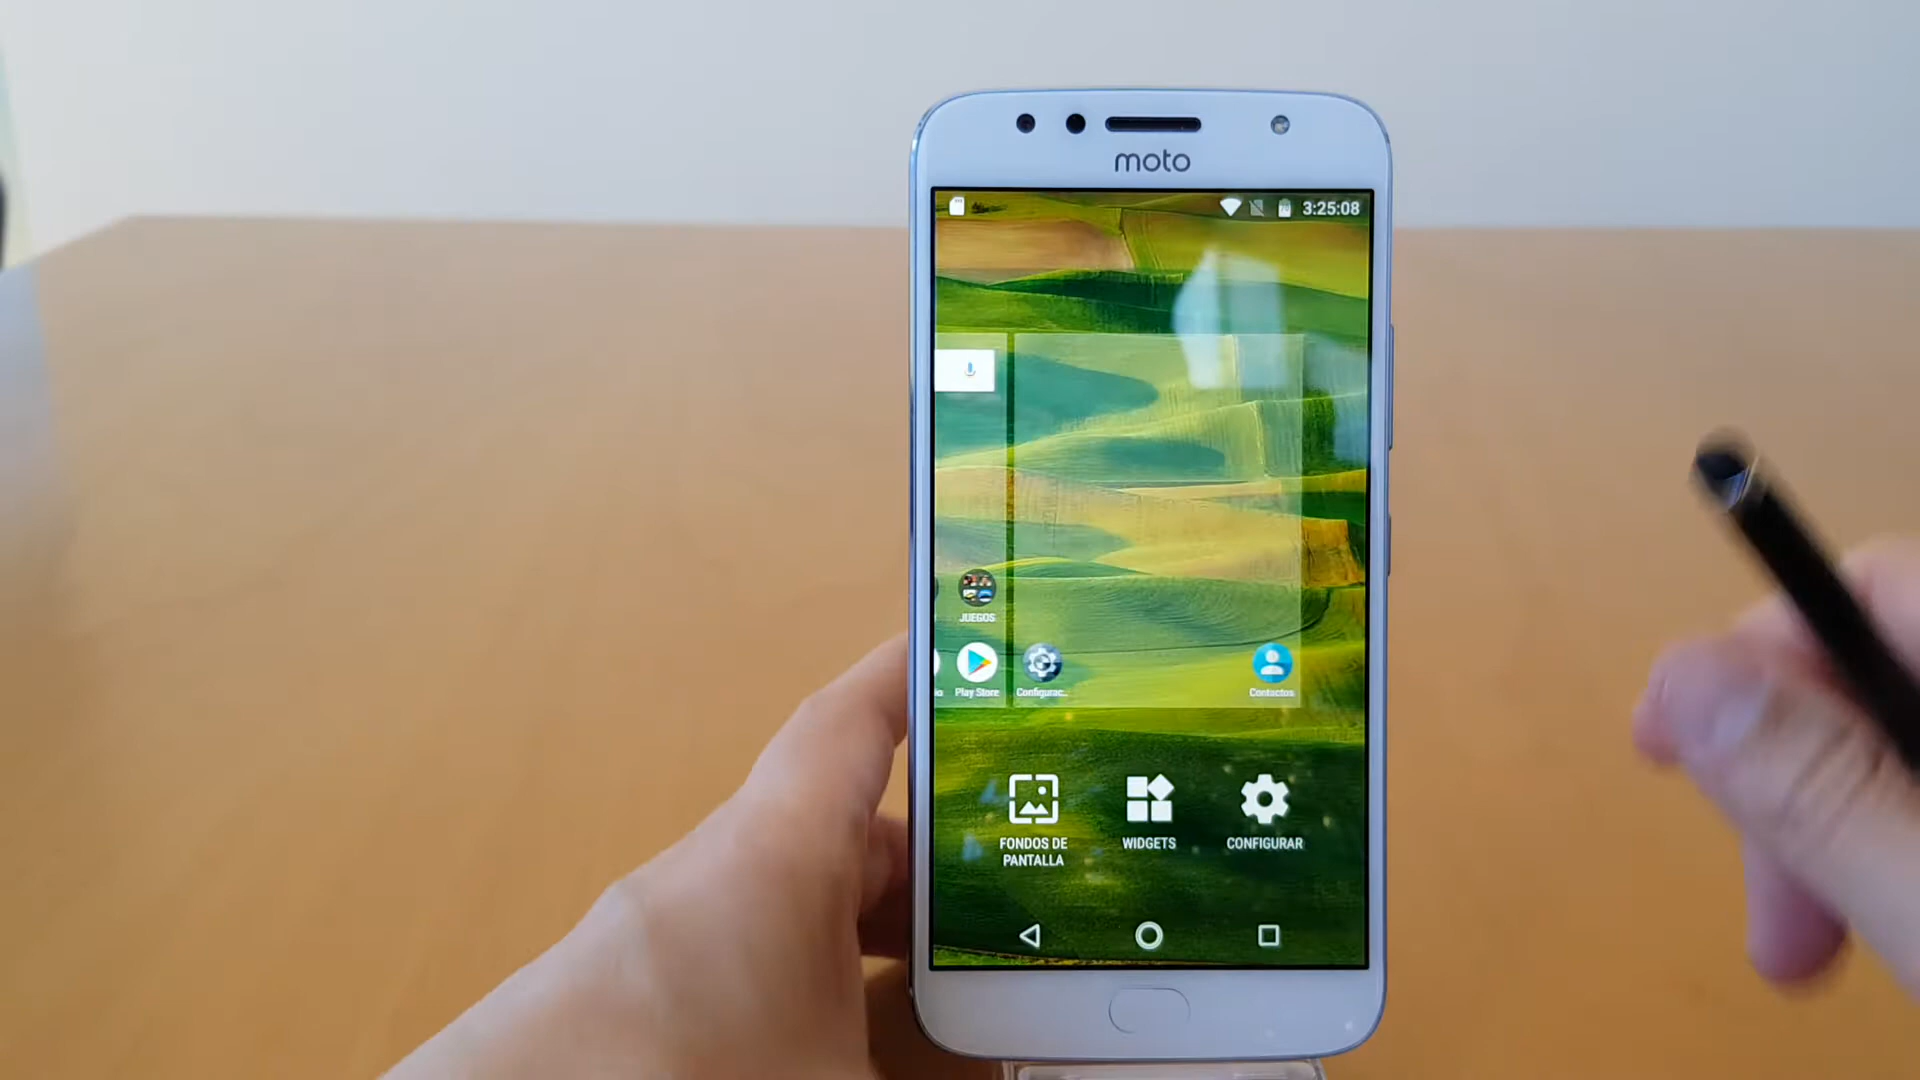 moto
3:25:08
JUEGOS
Play Store
Configurac..
Contactos
FONDOS DE
PANTALLA
WIDGETS
CONFIGURAR